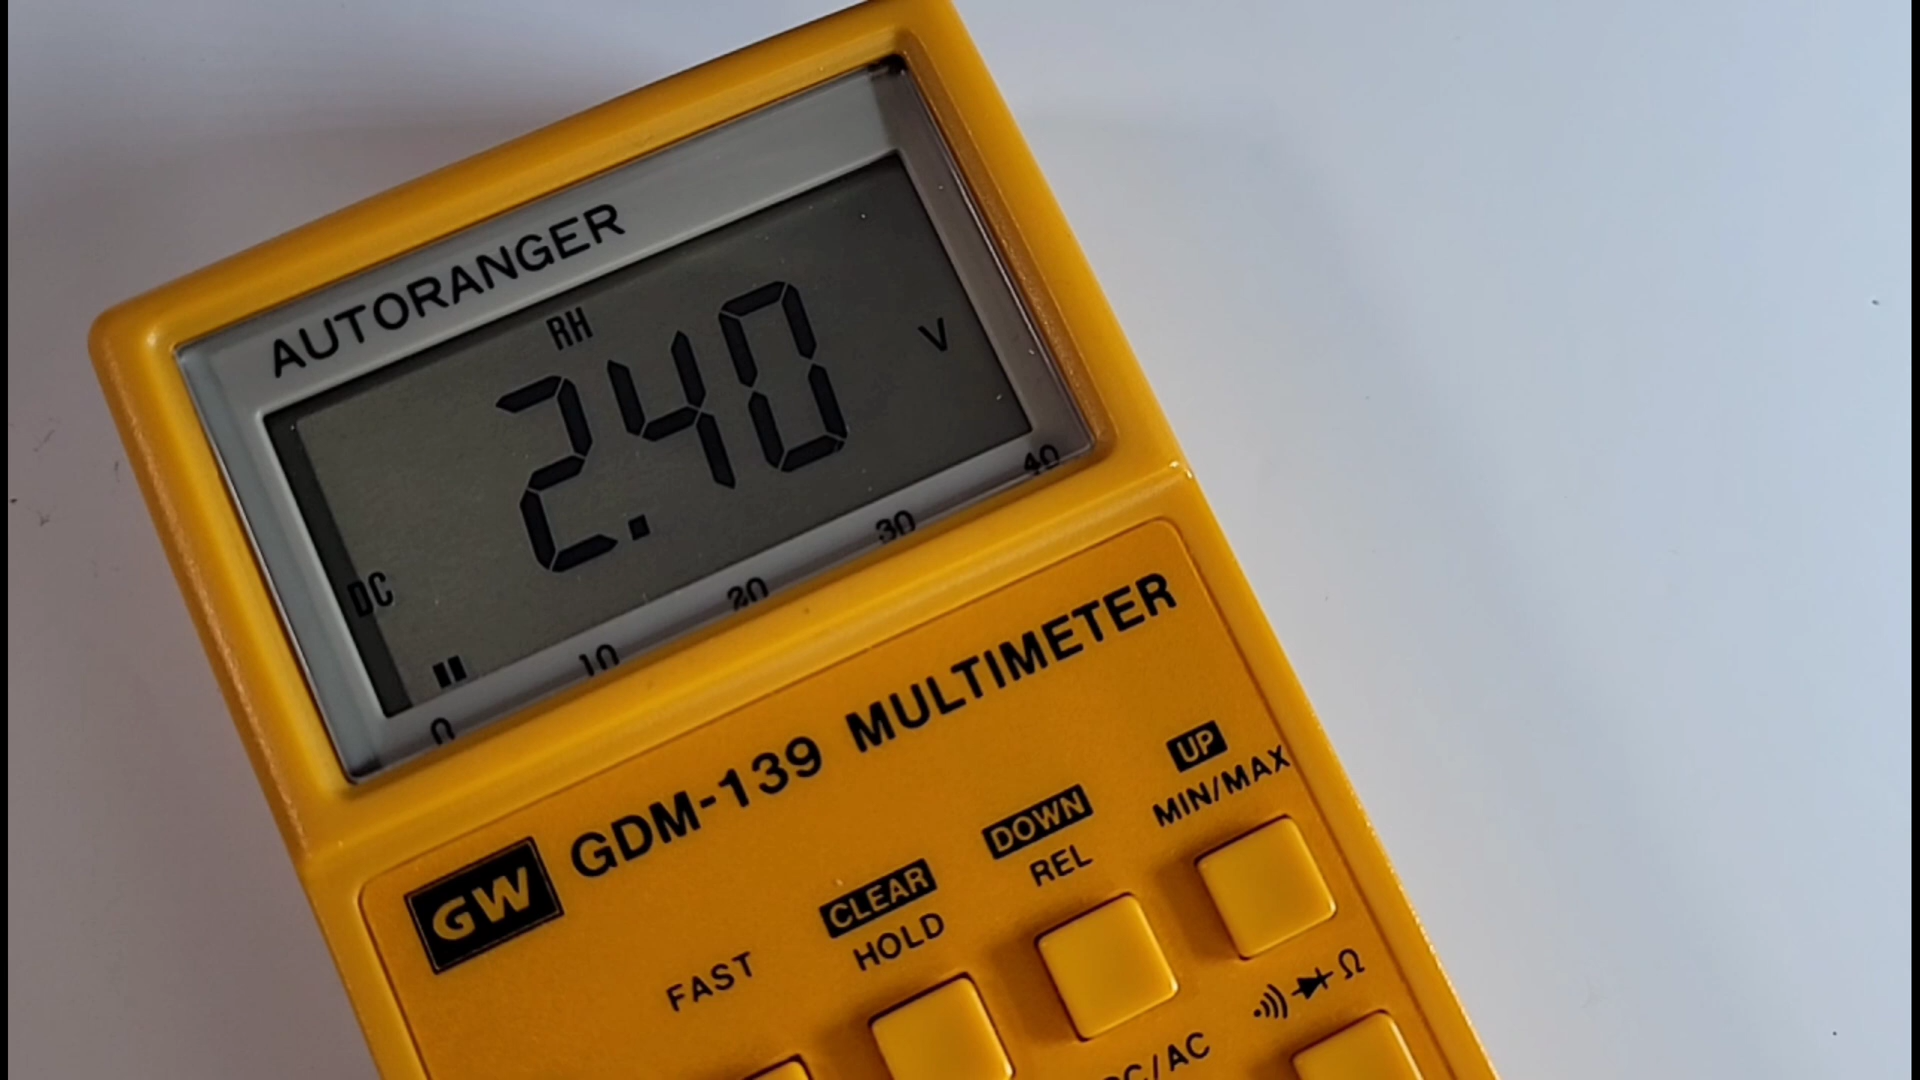 AUTORANGER
RH
2.40 V
DC
0 10 20 30 40
GW GDM-139 MULTIMETER
UP
MIN/MAX
DOWN
REL
CLEAR
HOLD
FAST
Ω
/AC